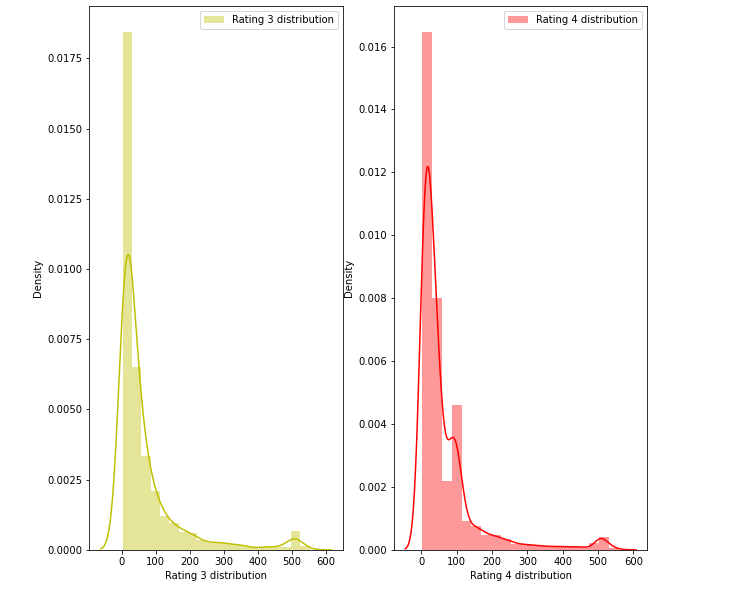 Rating 3 distribution
0.0175
0.0150
0.0125
0.0100
0.0075
0.0050
0.0025
0.0000
Density
0 100 200 300 400 500 600
Rating 3 distribution
Rating 4 distribution
0.016
0.014
0.012
0.010
0.008
0.006
0.004
0.002
0.000
Density
0 100 200 300 400 500 600
Rating 4 distribution